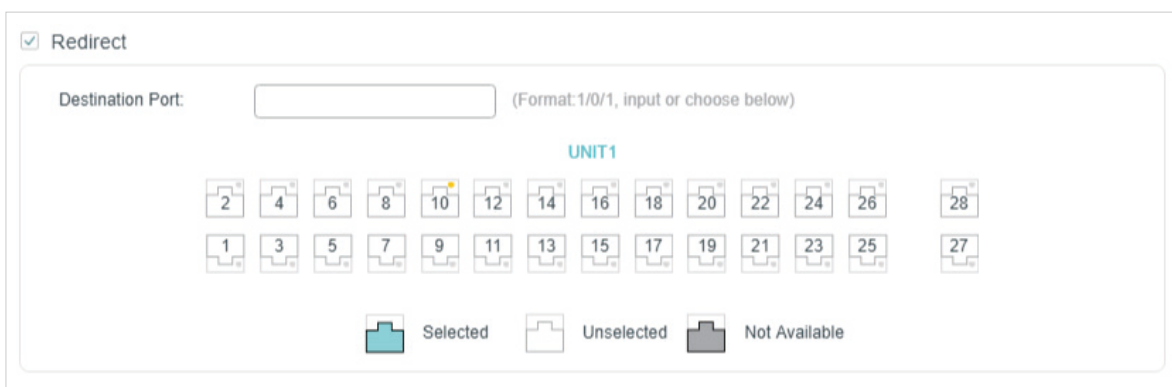 Redirect
Destination Port: (Format:1/0/1, input or choose below)
UNIT1
2 4 6 8 10 12 14 16 18 20 22 24 26 28
1 3 5 7 9 11 13 15 17 19 21 23 25 27
Selected Unselected Not Available